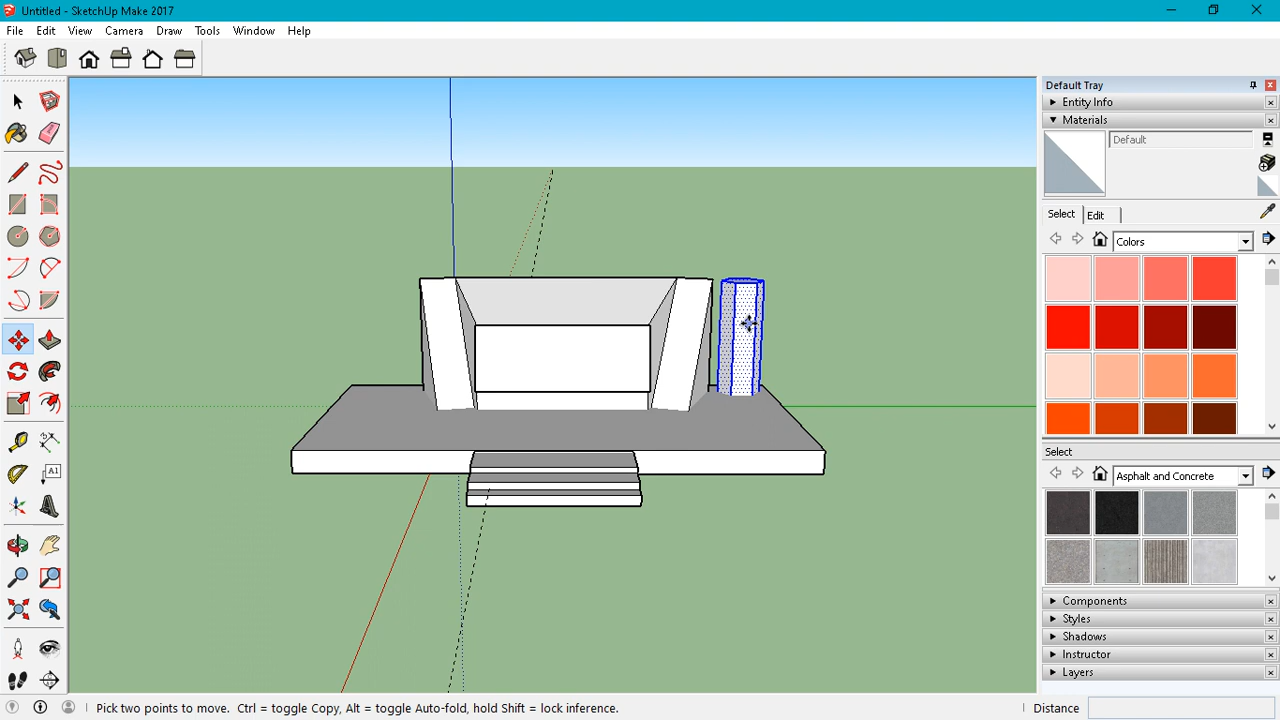 Untitled - SketchUp Make 2017
File Edit View Camera Draw Tools Window Help
Default Tray
Entity Info
Materials
Default
Select Edit
Colors
Select
Asphalt and Concrete
Components
Styles
Shadows
Instructor
Layers
A1
Pick two points to move. Ctrl = toggle Copy, Alt = toggle Auto-fold, hold Shift = lock inference.
Distance